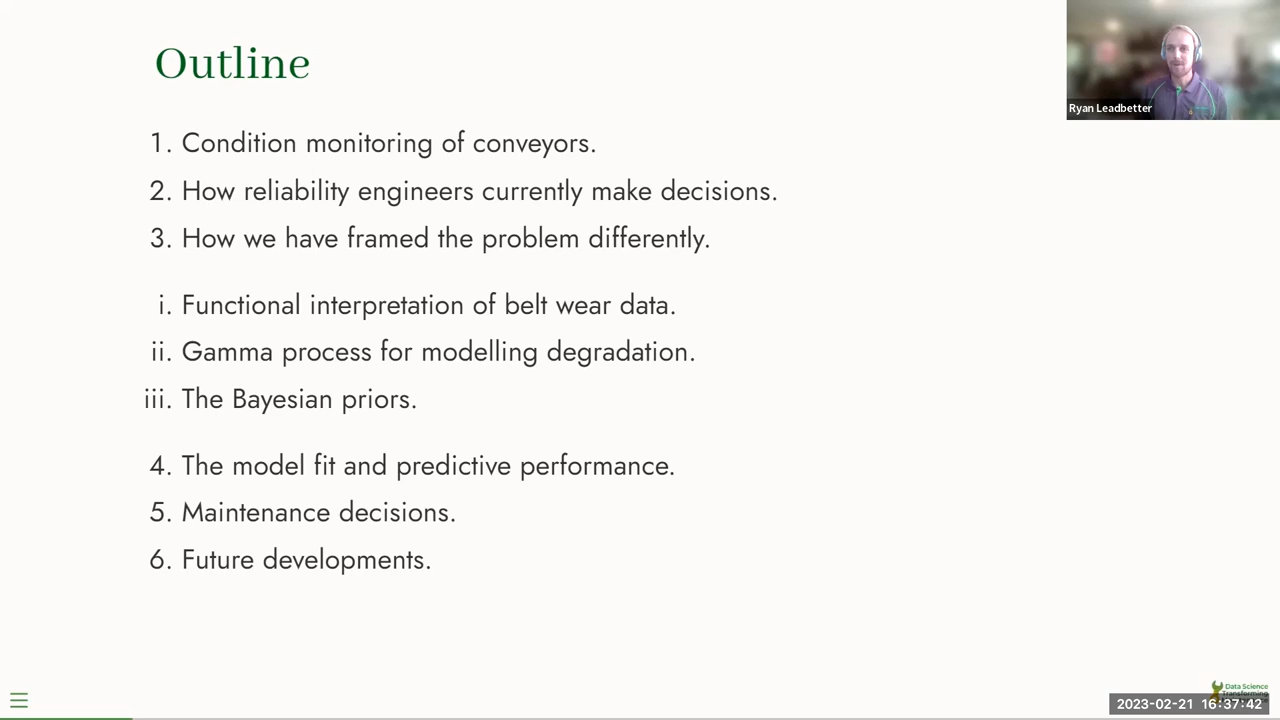 Outline
1. Condition monitoring of conveyors.
2. How reliability engineers currently make decisions.
3. How we have framed the problem differently.
i. Functional interpretation of belt wear data.
ii. Gamma process for modelling degradation.
iii. The Bayesian priors.
4. The model fit and predictive performance.
5. Maintenance decisions.
6. Future developments.
Ryan Leadbetter
Data Science
Transforming
2023-02-21 16:37:42